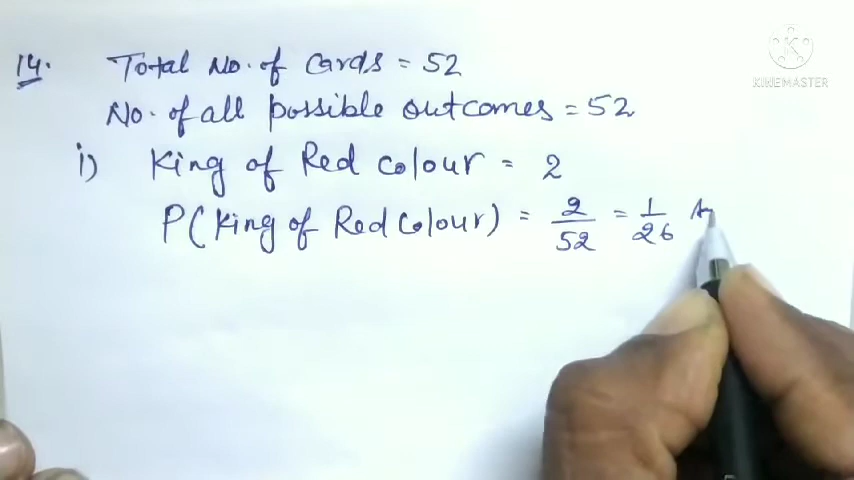 14. Total No. of Cards = 52
No. of all possible outcomes = 52
i) King of Red colour = 2
P(King of Red Colour) = 2/52 = 1/26
KINEMASTER